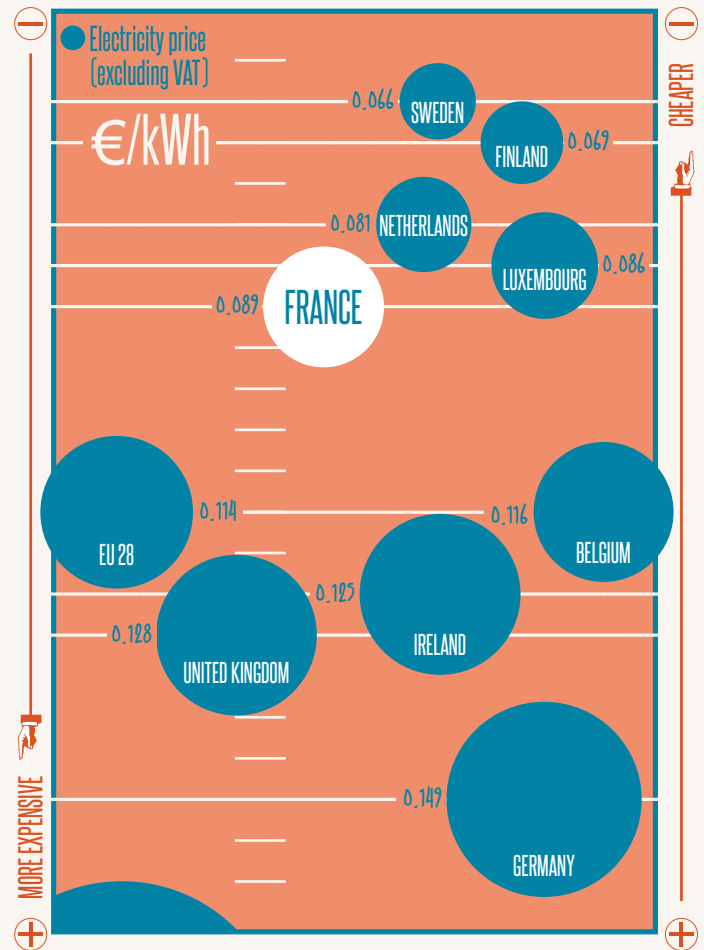 Electricity price
(excluding VAT)
€/kWh
CHEAPER
0.066
SWEDEN
FINLAND
0.069
0.081
NETHERLANDS
LUXEMBOURG
0.086
0.089
FRANCE
0.114
EU 28
0.116
BELGIUM
0.125
IRELAND
0.128
UNITED KINGDOM
0.149
GERMANY
MORE EXPENSIVE